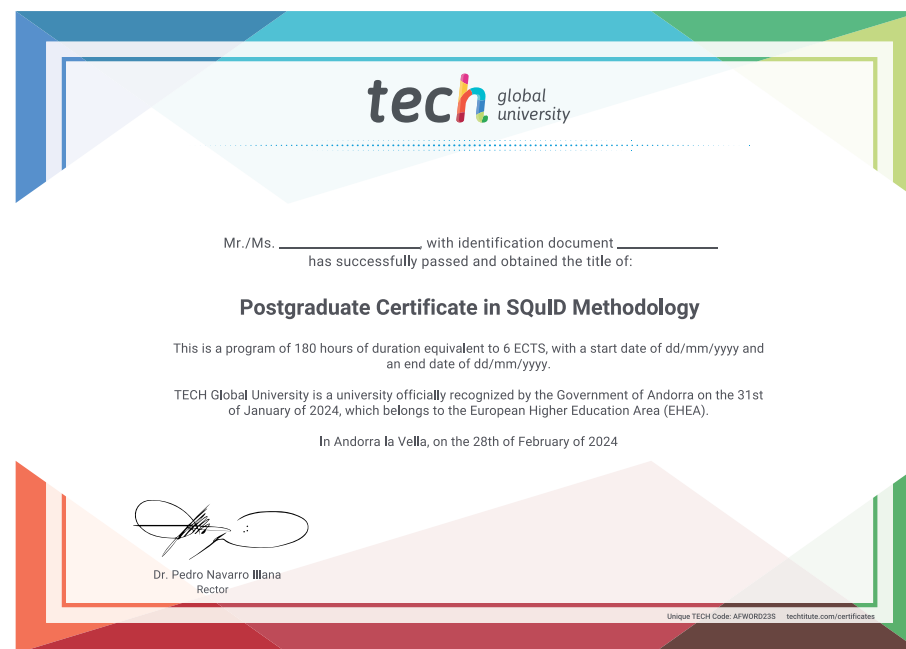 tech global
university
Mr./Ms. ____________________, with identification document ______________
has successfully passed and obtained the title of:
Postgraduate Certificate in SQuID Methodology
This is a program of 180 hours of duration equivalent to 6 ECTS, with a start date of dd/mm/yyyy and
an end date of dd/mm/yyyy.
TECH Global University is a university officially recognized by the Government of Andorra on the 31st
of January of 2024, which belongs to the European Higher Education Area (EHEA).
In Andorra la Vella, on the 28th of February of 2024
Dr. Pedro Navarro Illana
Rector
Unique TECH Code: AFWORD23S techtitute.com/certificates